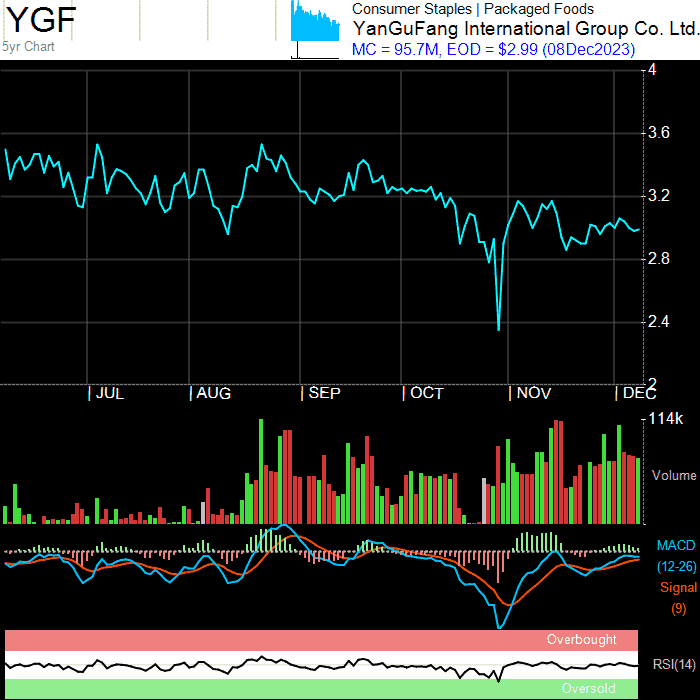 YGF
5yr Chart
Consumer Staples | Packaged Foods
YanGuFang International Group Co. Ltd.
MC = 95.7M, EOD = $2.99 (08Dec2023)
4
3.6
3.2
2.8
2.4
2
JUL AUG SEP OCT NOV DEC
114k
Volume
MACD
(12-26)
Signal
(9)
Overbought
RSI(14)
Oversold